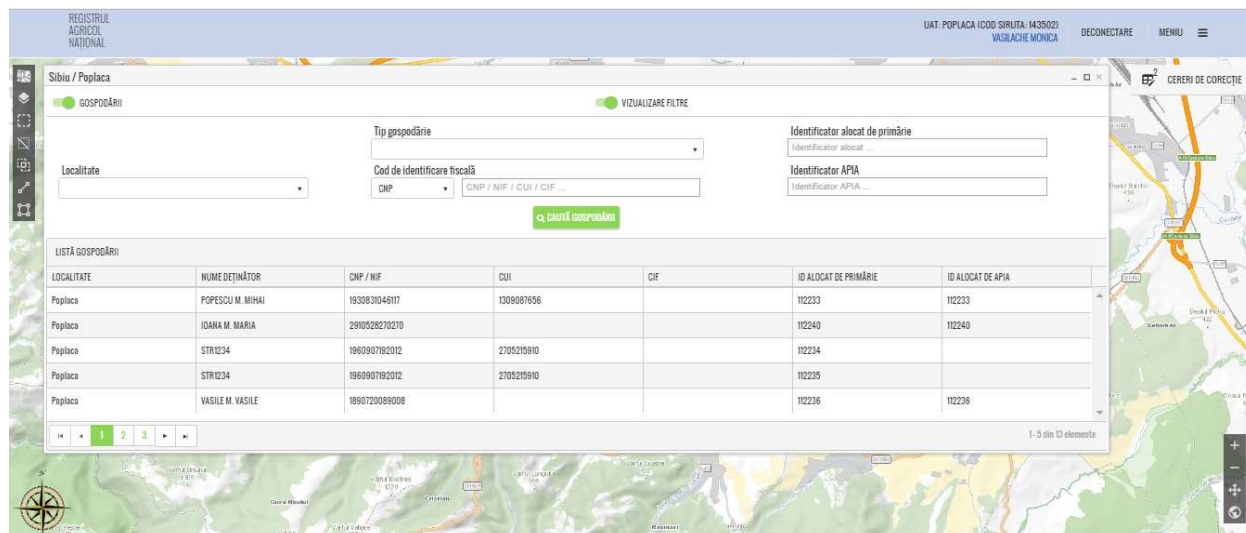 REGISTRUL
AGRICOL
NAȚIONAL
UAT: POPLACA (COD SIRUTA: 143502)
VASILACHE MONICA
DECONECTARE
MENIU
Sibiu / Poplaca
2
CERERI DE CORECȚIE
GOSPODĂRII
VIZUALIZARE FILTRE
Tip gospodărie
Identificator alocat de primărie
Identificator alocat ...
Localitate
Cod de identificare fiscală
Identificator APIA
CNP
CNP / NIF / CUI / CIF ...
Identificator APIA ...
CAUTĂ GOSPODĂRII
LISTĂ GOSPODĂRII
LOCALITATE NUME DEȚINĂTOR CNP / NIF CUI CIF ID ALOCAT DE PRIMĂRIE ID ALOCAT DE APIA
Poplaca POPESCU M. MIHAI 1930831046117 1309087656 112233 112233
Poplaca IOANA M. MARIA 2910528270270 112240 112240
Poplaca STR1234 1960907192012 2705215910 112234
Poplaca STR1234 1960907192012 2705215910 112235
Poplaca VASILE M. VASILE 1890720089008 112236 112236
1 2 3
1 - 5 din 13 elemente
Gura Râului
Cristian
Selimbăr
N